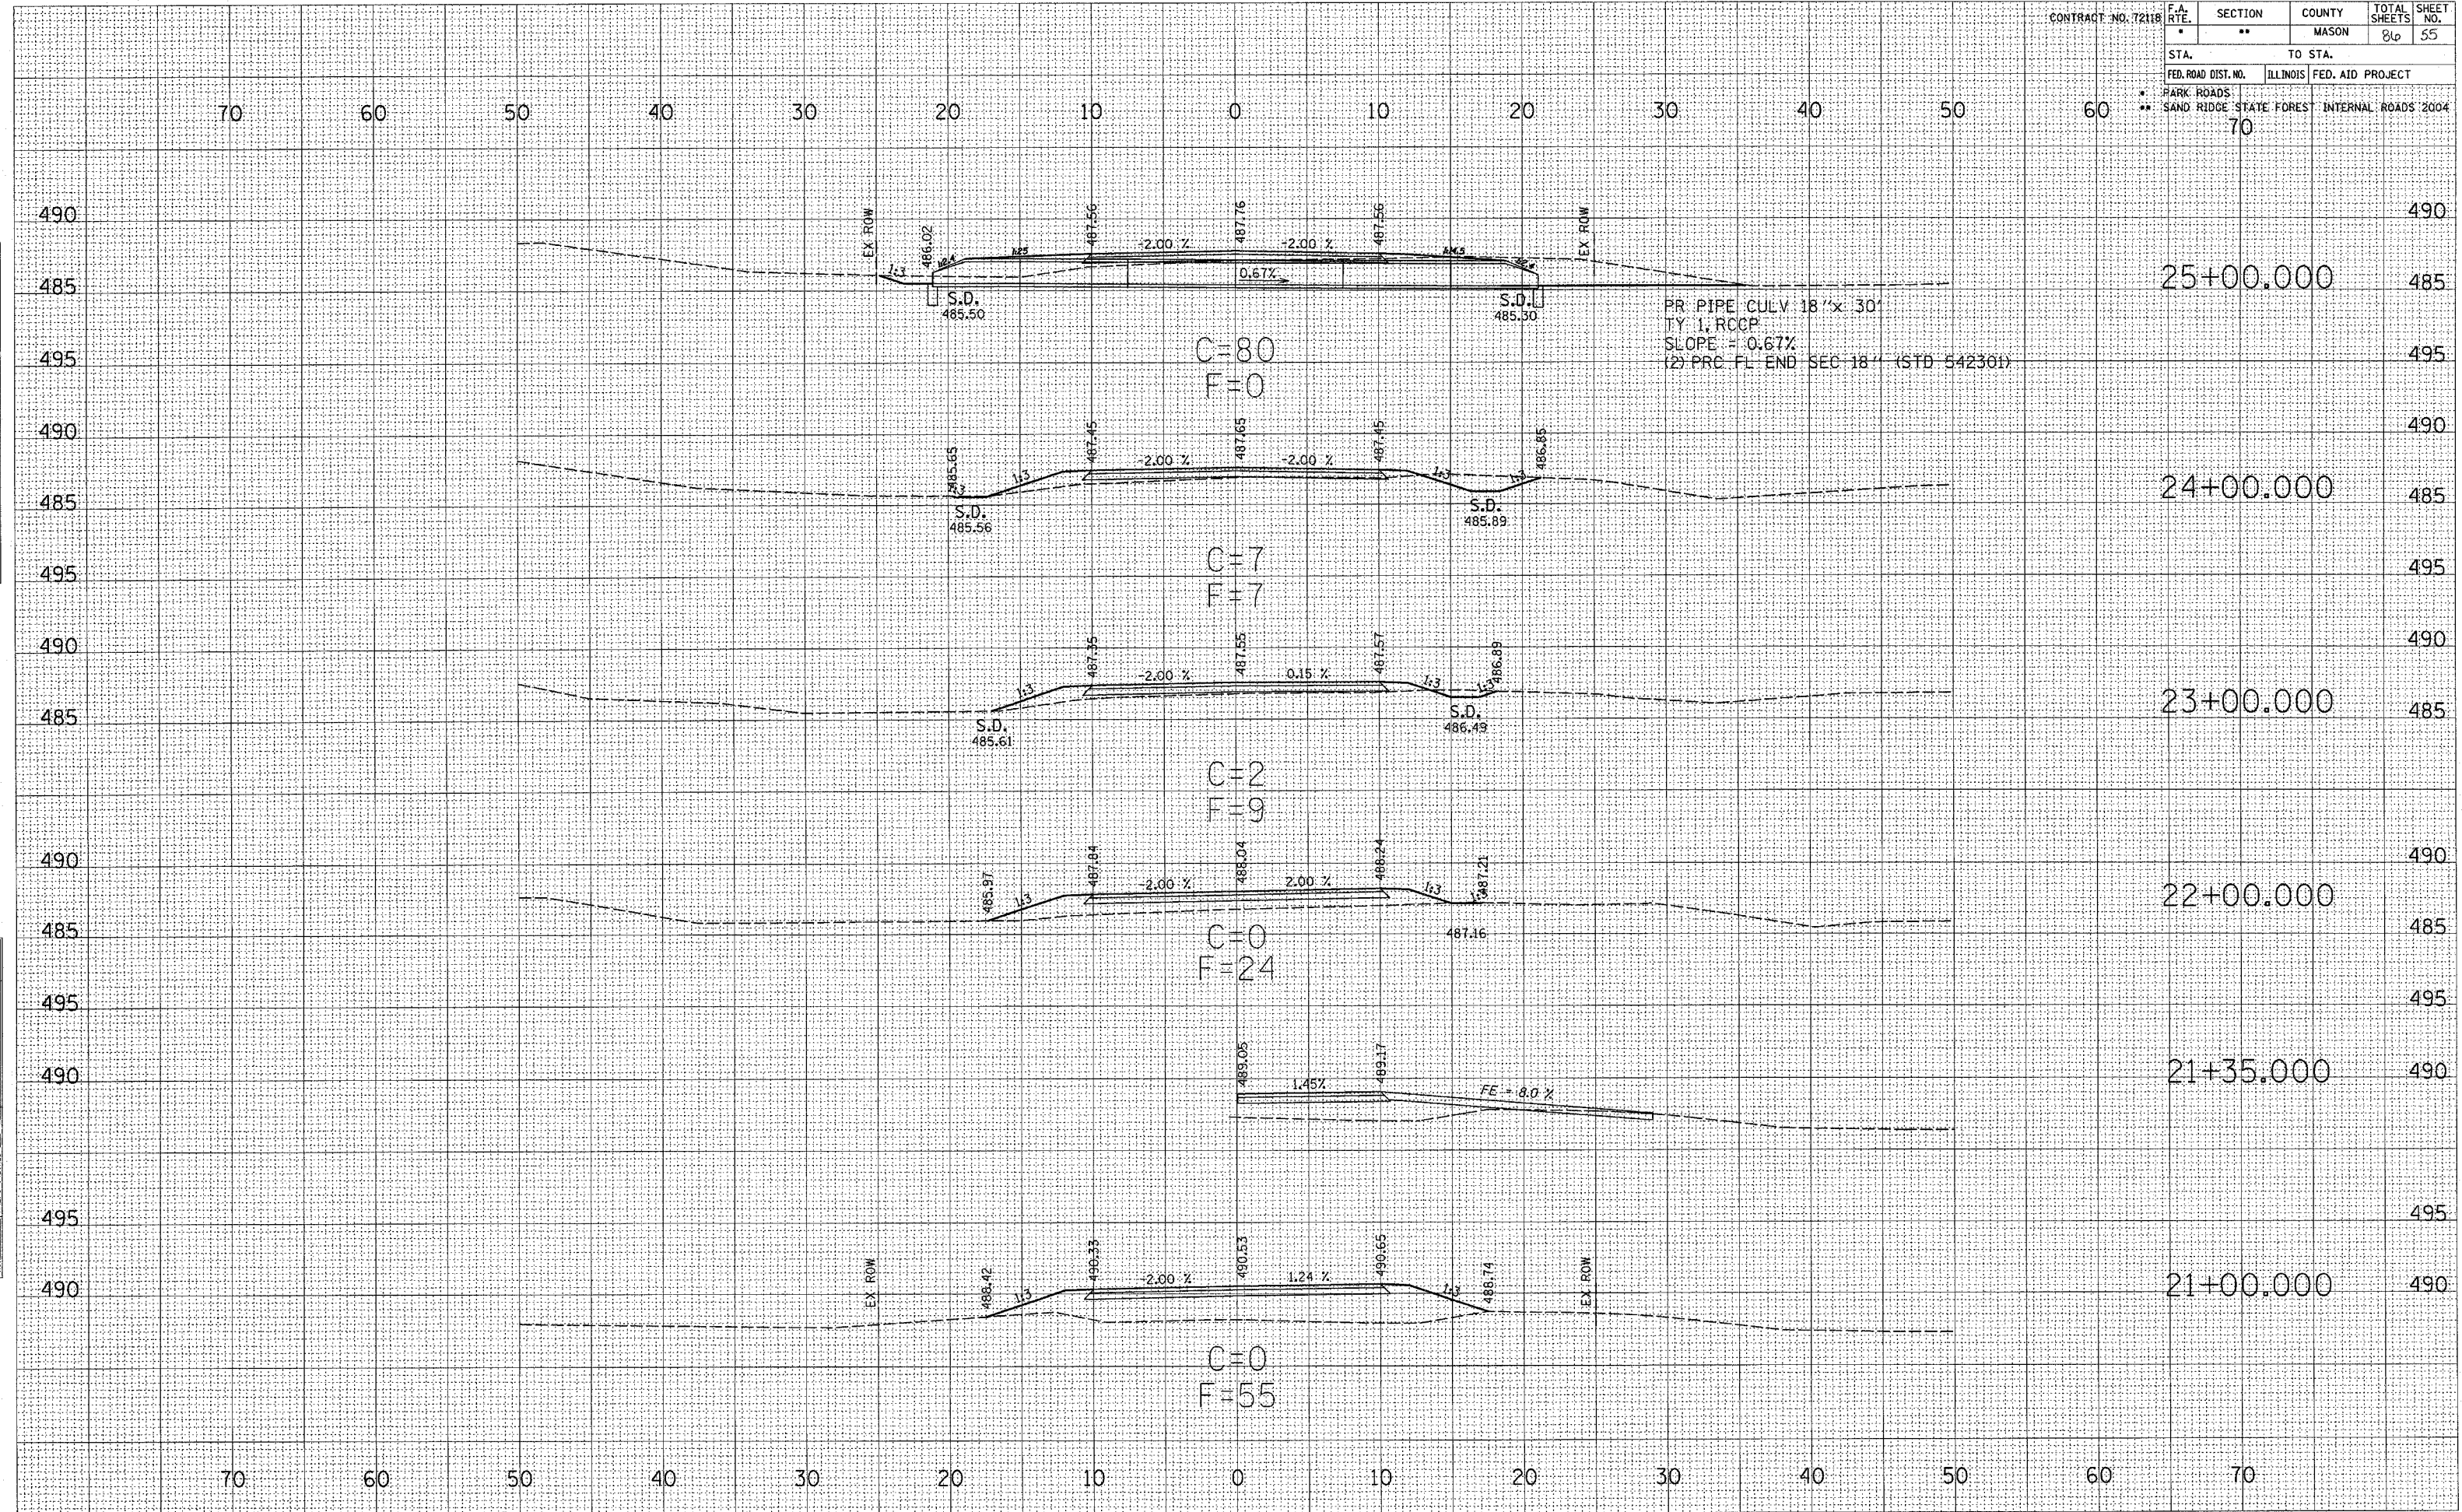 CONTRACT NO. 72118
F.A. RTE. SECTION COUNTY TOTAL SHEETS SHEET NO.
• •• MASON 86 55
STA. TO STA.
FED. ROAD DIST. NO. ILLINOIS FED. AID PROJECT
• PARK ROADS
•• SAND RIDGE STATE FOREST INTERNAL ROADS 2004
70 60 50 40 30 20 10 0 10 20 30 40 50 60 70
490 EX ROW 486.02 487.56 487.76 487.56 EX ROW 490
1:3 -2.00 % -2.00 %
485 0.67% 25+00.000 485
S.D. S.D.
485.50 485.30
PR PIPE CULV 18"x 30'
TY 1, RCCP
SLOPE = 0.67%
(2) PRC FL END SEC 18" (STD 542301)
495 C=80 495
F=0
490 485.65 487.45 487.65 487.45 486.85 490
1:3 1:3 -2.00 % -2.00 % 1:3 1:3
485 24+00.000 485
S.D. S.D.
485.56 485.89
495 C=7 495
F=7
490 487.35 487.55 487.57 486.89 490
1:3 -2.00 % 0.15 % 1:3 1:3
485 23+00.000 485
S.D. S.D.
485.61 486.49
C=2
F=9
490 485.97 487.84 488.04 488.24 487.21 490
1:3 -2.00 % 2.00 % 1:3 1:3
22+00.000
485 487.16 485
C=0
F=24
495 495
490 489.05 489.17 21+35.000 490
1.45% FE = 8.0 %
495 495
EX ROW 488.42 490.33 490.53 490.65 488.74 EX ROW
490 1:3 -2.00 % 1.24 % 1:3 21+00.000 490
C=0
F=55
70 60 50 40 30 20 10 0 10 20 30 40 50 60 70